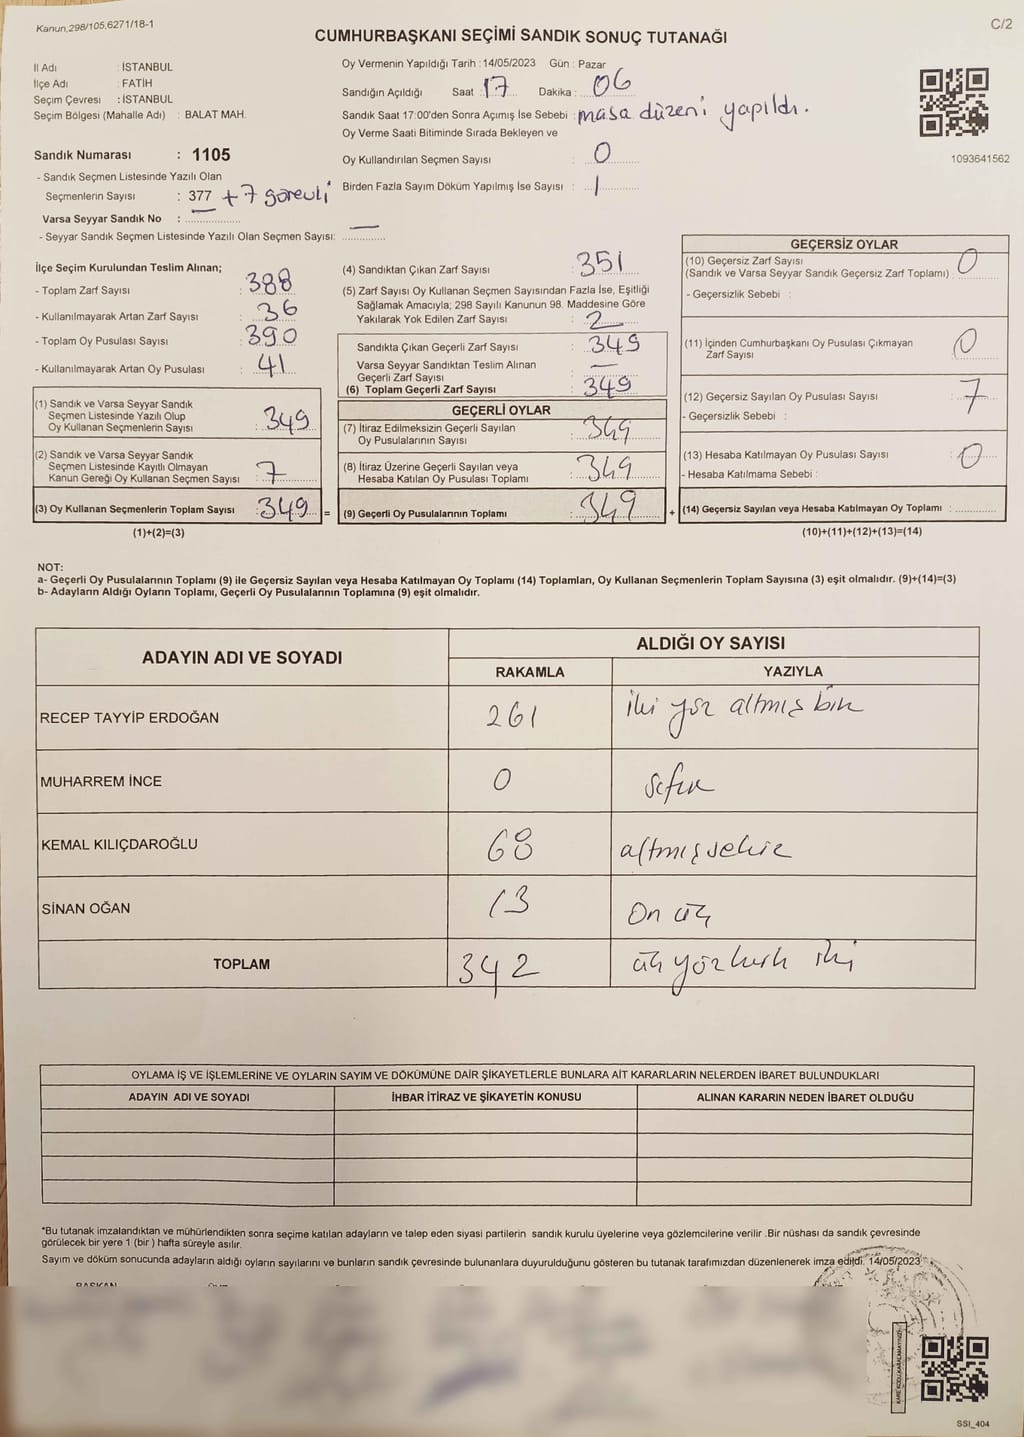 Kanun,298/105,6271/18-1
C/2
CUMHURBAŞKANI SEÇİMİ SANDIK SONUÇ TUTANAĞI
İl Adı : İSTANBUL
İlçe Adı : FATİH
Seçim Çevresi : İSTANBUL
Seçim Bölgesi (Mahalle Adı) : BALAT MAH.
Sandık Numarası : 1105
- Sandık Seçmen Listesinde Yazılı Olan
Seçmenlerin Sayısı : 377 + 7 görevli
Varsa Seyyar Sandık No : —
- Seyyar Sandık Seçmen Listesinde Yazılı Olan Seçmen Sayısı: —
Oy Vermenin Yapıldığı Tarih :14/05/2023 Gün : Pazar
Sandığın Açıldığı Saat : 17 Dakika : 06
Sandık Saat 17:00'den Sonra Açımış İse Sebebi : masa düzeni yapıldı.
Oy Verme Saati Bitiminde Sırada Bekleyen ve
Oy Kullandırılan Seçmen Sayısı : 0
Birden Fazla Sayım Döküm Yapılmış İse Sayısı : 1
1093641562
İlçe Seçim Kurulundan Teslim Alınan;
- Toplam Zarf Sayısı : 388
- Kullanılmayarak Artan Zarf Sayısı : 36
- Toplam Oy Pusulası Sayısı : 390
- Kullanılmayarak Artan Oy Pusulası : 41
(1) Sandık ve Varsa Seyyar Sandık
Seçmen Listesinde Yazılı Olup
Oy Kullanan Seçmenlerin Sayısı : 349
(2) Sandık ve Varsa Seyyar Sandık
Seçmen Listesinde Kayıtlı Olmayan
Kanun Gereği Oy Kullanan Seçmen Sayısı : 7
(3) Oy Kullanan Seçmenlerin Toplam Sayısı : 349 =
(1)+(2)=(3)
(4) Sandıktan Çıkan Zarf Sayısı : 351
(5) Zarf Sayısı Oy Kullanan Seçmen Sayısından Fazla İse, Eşitliği
Sağlamak Amacıyla; 298 Sayılı Kanunun 98. Maddesine Göre
Yakılarak Yok Edilen Zarf Sayısı : 2
Sandıkta Çıkan Geçerli Zarf Sayısı : 349
Varsa Seyyar Sandıktan Teslim Alınan
Geçerli Zarf Sayısı : —
(6) Toplam Geçerli Zarf Sayısı : 349
GEÇERLİ OYLAR
(7) İtiraz Edilmeksizin Geçerli Sayılan
Oy Pusulalarının Sayısı : 349
(8) İtiraz Üzerine Geçerli Sayılan veya
Hesaba Katılan Oy Pusulası Toplamı : 349
(9) Geçerli Oy Pusulalarının Toplamı : 349 +
GEÇERSİZ OYLAR
(10) Geçersiz Zarf Sayısı : 0
(Sandık ve Varsa Seyyar Sandık Geçersiz Zarf Toplamı)
- Geçersizlik Sebebi :
(11) İçinden Cumhurbaşkanı Oy Pusulası Çıkmayan
Zarf Sayısı : 0
(12) Geçersiz Sayılan Oy Pusulası Sayısı : 7
- Geçersizlik Sebebi :
(13) Hesaba Katılmayan Oy Pusulası Sayısı : 0
- Hesaba Katılmama Sebebi :
(14) Geçersiz Sayılan veya Hesaba Katılmayan Oy Toplamı :
(10)+(11)+(12)+(13)=(14)
NOT:
a- Geçerli Oy Pusulalarının Toplamı (9) ile Geçersiz Sayılan veya Hesaba Katılmayan Oy Toplamı (14) Toplamları, Oy Kullanan Seçmenlerin Toplam Sayısına (3) eşit olmalıdır. (9)+(14)=(3)
b- Adayların Aldığı Oyların Toplamı, Geçerli Oy Pusulalarının Toplamına (9) eşit olmalıdır.
ADAYIN ADI VE SOYADI
ALDIĞI OY SAYISI
RAKAMLA YAZIYLA
RECEP TAYYİP ERDOĞAN 261 iki yüz altmış bir
MUHARREM İNCE 0 sıfır
KEMAL KILIÇDAROĞLU 68 altmış sekiz
SİNAN OĞAN 13 On üç
TOPLAM 342 üç yüz kırk iki
OYLAMA İŞ VE İŞLEMLERİNE VE OYLARIN SAYIM VE DÖKÜMÜNE DAİR ŞİKAYETLERLE BUNLARA AİT KARARLARIN NELERDEN İBARET BULUNDUKLARI
ADAYIN ADI VE SOYADI İHBAR İTİRAZ VE ŞİKAYETİN KONUSU ALINAN KARARIN NEDEN İBARET OLDUĞU
"Bu tutanak imzalandıktan ve mühürlendikten sonra seçime katılan adayların ve talep eden siyasi partilerin sandık kurulu üyelerine veya gözlemcilerine verilir .Bir nüshası da sandık çevresinde
görülecek bir yere 1 (bir ) hafta süreyle asılır.
Sayım ve döküm sonucunda adayların aldığı oyların sayılarını ve bunların sandık çevresinde bulunanlara duyurulduğunu gösteren bu tutanak tarafımızdan düzenlenerek imza edildi. 14/05/2023
BAŞKAN
SSİ_404